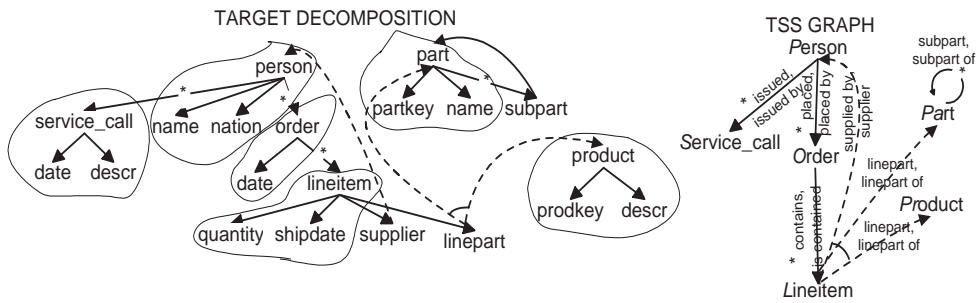 TARGET DECOMPOSITION
person
*
service_call
name nation
*
order
date descr
date
*
lineitem
quantity shipdate supplier linepart
part
*
partkey name subpart
product
prodkey descr
TSS GRAPH
Person
* issued,
issued by
* placed,
placed by
supplied by
supplier
subpart,
subpart of
*
Part
Service_call
Order
linepart,
linepart of
Product
* contains,
is contained
linepart,
linepart of
Lineitem